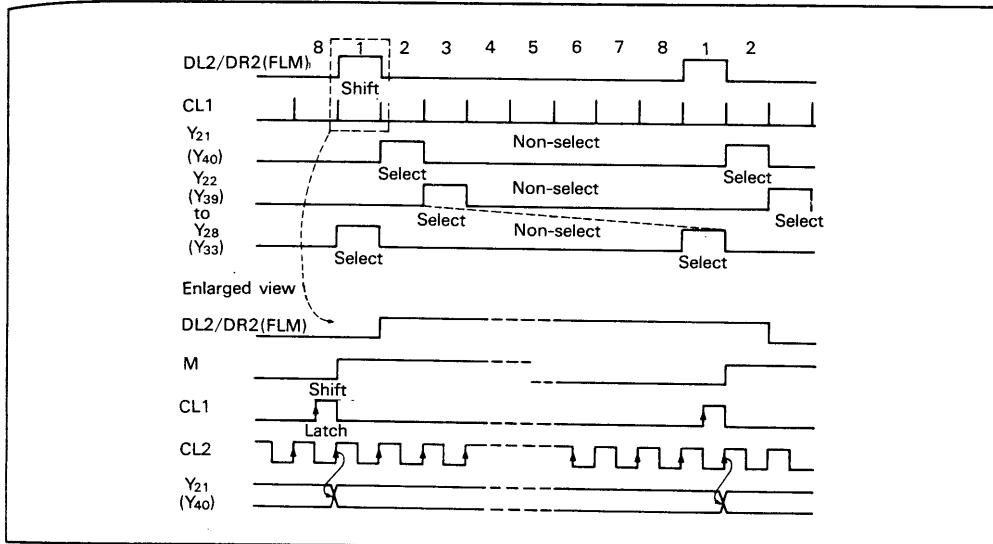 8 1 2 3 4 5 6 7 8 1 2
DL2/DR2(FLM)
Shift
CL1
Y21
Non-select
(Y40)
Select
Select
Y22
Non-select
(Y39)
to
Select
Select
Y28
Non-select
(Y33)
Select
Select
Enlarged view
DL2/DR2(FLM)
M
Shift
CL1
Latch
CL2
Y21
(Y40)